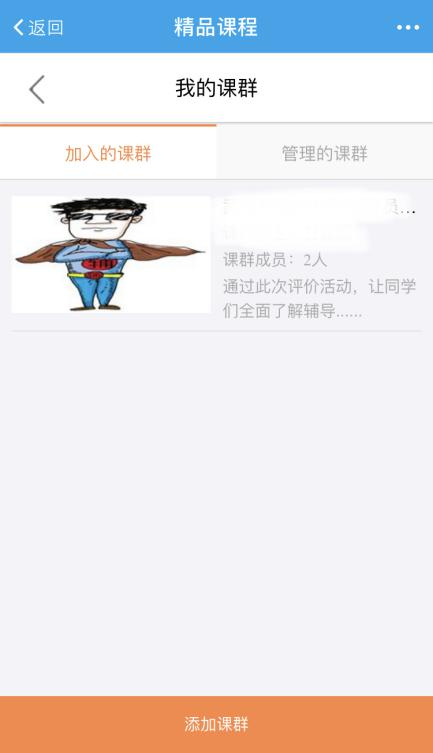 返回
精品课程
我的课群
加入的课群
管理的课群
员...
课群成员：2人
通过此次评价活动，让同学
们全面了解辅导......
添加课群